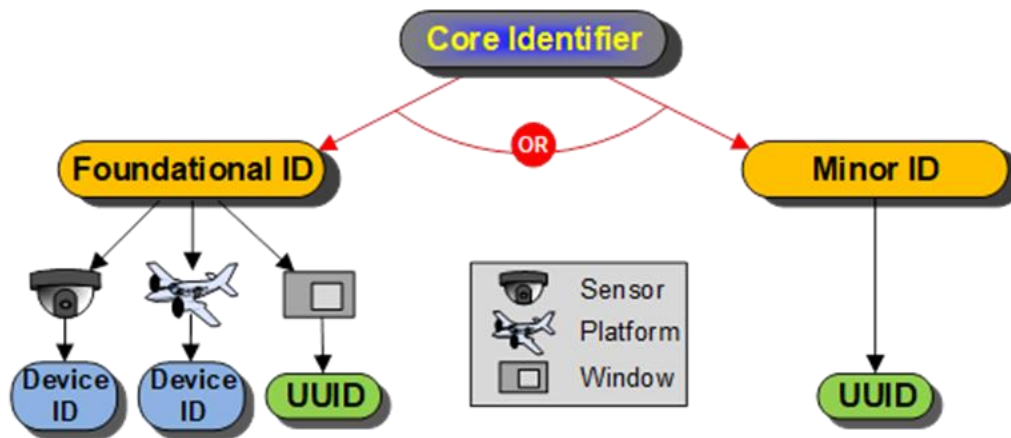 Core Identifier
OR
Foundational ID
Minor ID
Sensor
Platform
Window
Device
ID
Device
ID
UUID
UUID